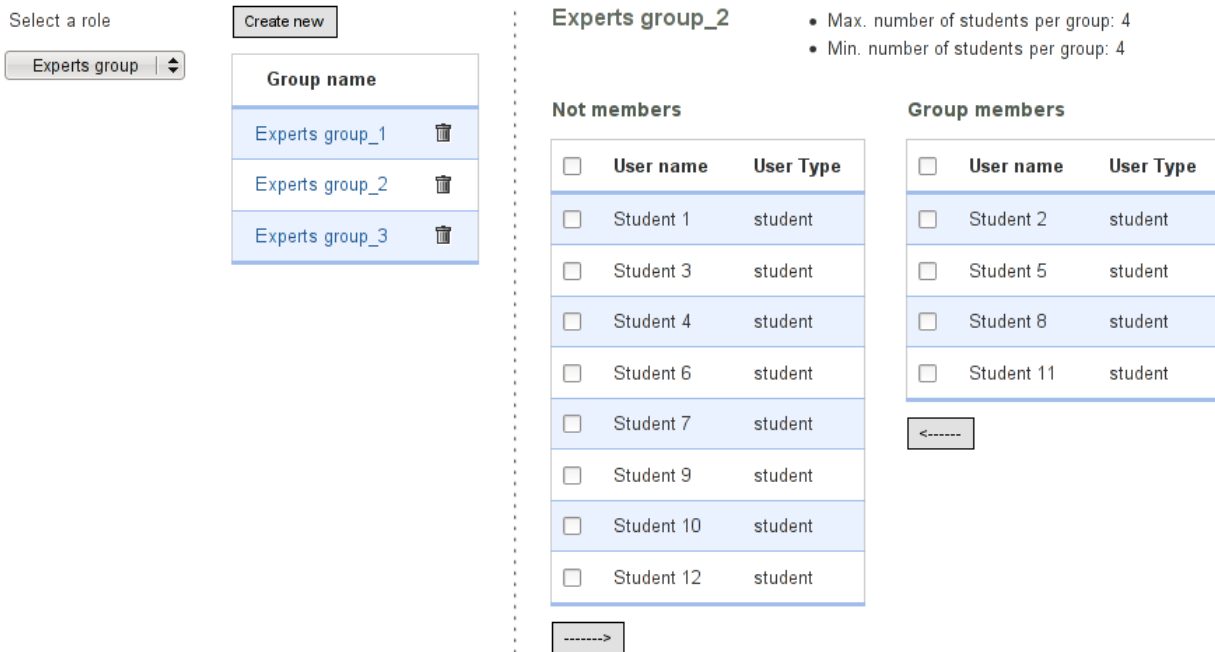 Select a role
Experts group
Create new
Group name
Experts group_1
Experts group_2
Experts group_3
Experts group_2
• Max. number of students per group: 4
• Min. number of students per group: 4
Not members
User name User Type
Student 1 student
Student 3 student
Student 4 student
Student 6 student
Student 7 student
Student 9 student
Student 10 student
Student 12 student
------->
Group members
User name User Type
Student 2 student
Student 5 student
Student 8 student
Student 11 student
<------